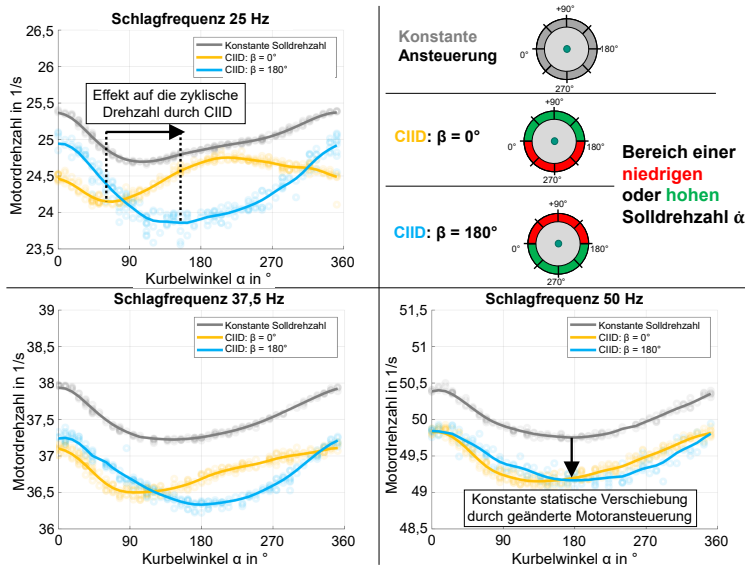 Schlagfrequenz 25 Hz
26,5
26
25,5
25
24,5
24
23,5
Motordrehzahl in 1/s
Konstante Solldrehzahl
CIID: β = 0°
CIID: β = 180°
Effekt auf die zyklische
Drehzahl durch CIID
0
90
180
270
360
Kurbelwinkel α in °
Konstante
Ansteuerung
+90°
0°
180°
270°
CIID: β = 0°
+90°
0°
180°
270°
CIID: β = 180°
+90°
0°
180°
270°
Bereich einer
niedrigen
oder hohen
Solldrehzahl α̇
Schlagfrequenz 37,5 Hz
39
38,5
38
37,5
37
36,5
36
Motordrehzahl in 1/s
Konstante Solldrehzahl
CIID: β = 0°
CIID: β = 180°
0
90
180
270
360
Kurbelwinkel α in °
Schlagfrequenz 50 Hz
51,5
51
50,5
50
49,5
49
48,5
Motordrehzahl in 1/s
Konstante Solldrehzahl
CIID: β = 0°
CIID: β = 180°
Konstante statische Verschiebung
durch geänderte Motoransteuerung
0
90
180
270
360
Kurbelwinkel α in °